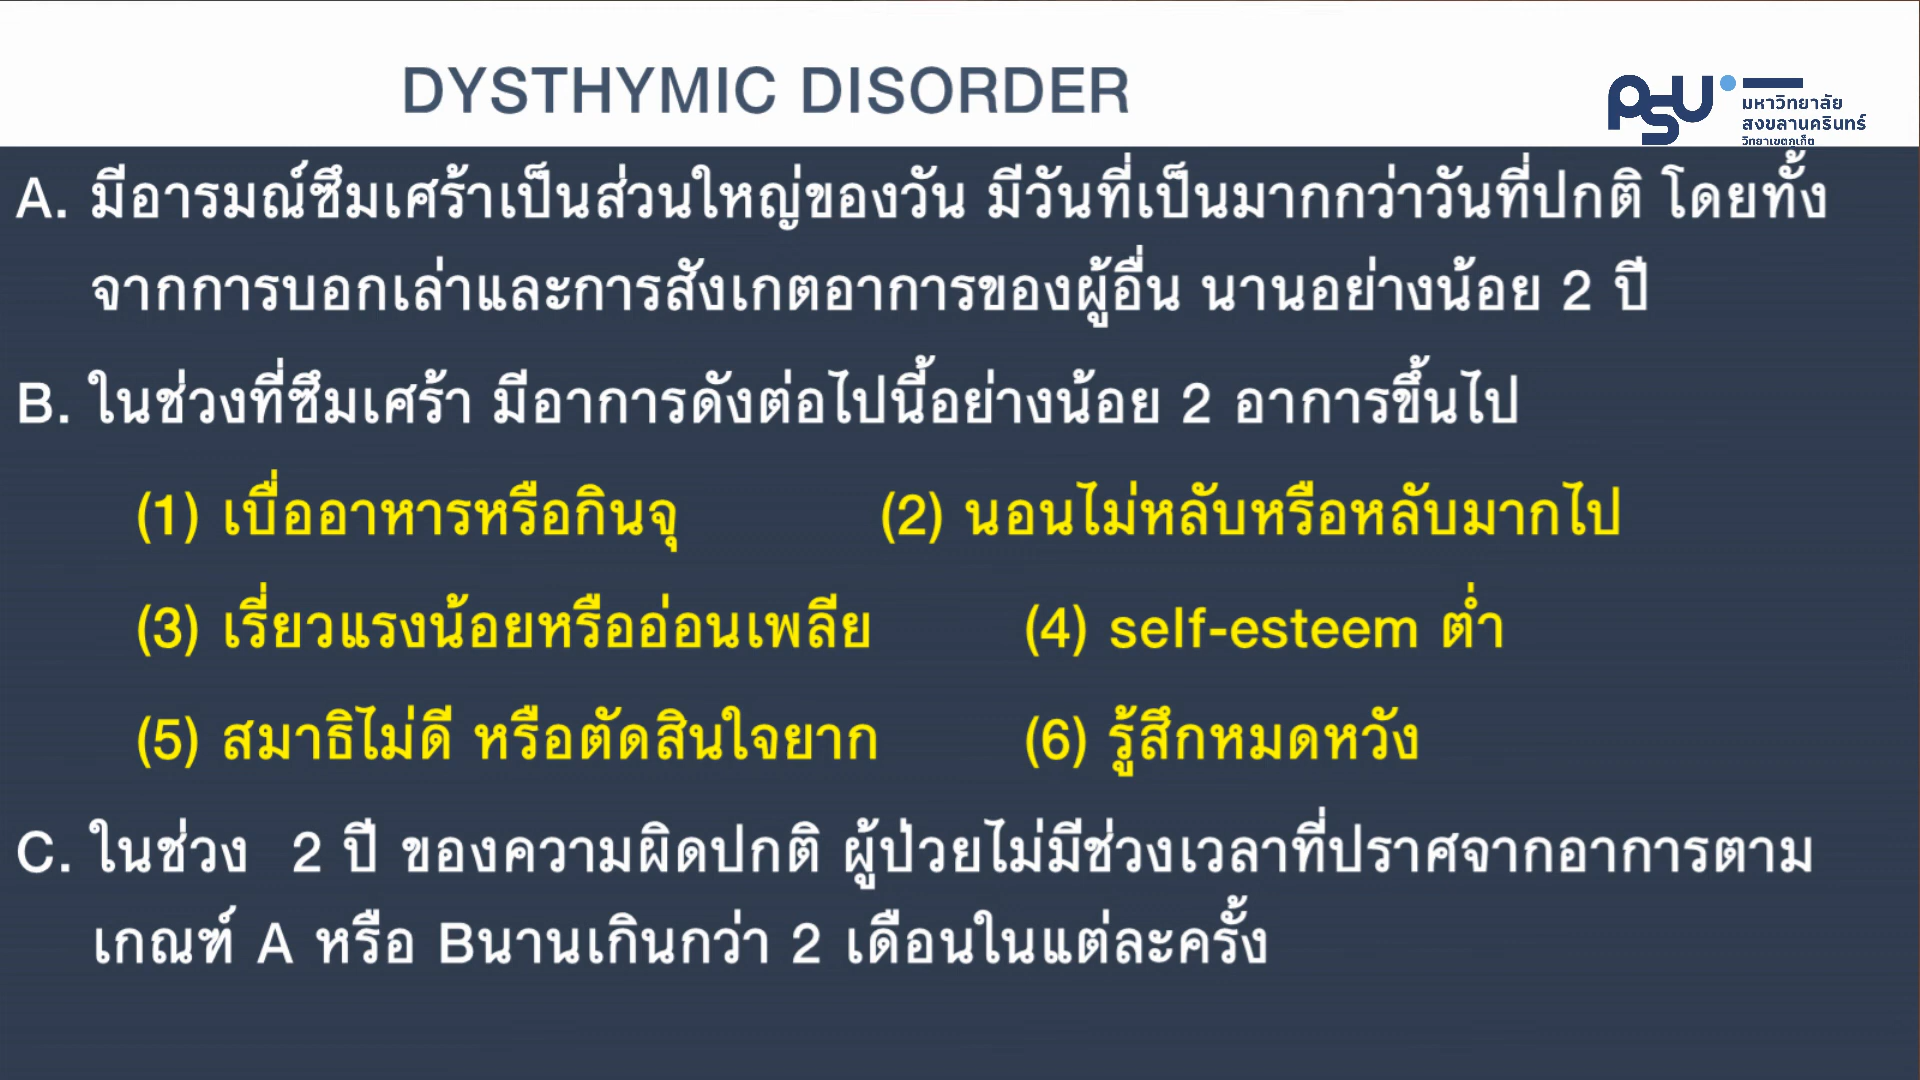 DYSTHYMIC DISORDER
PSU
มหาวิทยาลัย
สงขลานครินทร์
วิทยาเขตภูเก็ต
A. มีอารมณ์ซึมเศร้าเป็นส่วนใหญ่ของวัน มีวันที่เป็นมากกว่าวันที่ปกติ โดยทั้ง
จากการบอกเล่าและการสังเกตอาการของผู้อื่น นานอย่างน้อย 2 ปี
B. ในช่วงที่ซึมเศร้า มีอาการดังต่อไปนี้อย่างน้อย 2 อาการขึ้นไป
(1) เบื่ออาหารหรือกินจุ (2) นอนไม่หลับหรือหลับมากไป
(3) เรี่ยวแรงน้อยหรืออ่อนเพลีย (4) self-esteem ต่ำ
(5) สมาธิไม่ดี หรือตัดสินใจยาก (6) รู้สึกหมดหวัง
C. ในช่วง 2 ปี ของความผิดปกติ ผู้ป่วยไม่มีช่วงเวลาที่ปราศจากอาการตาม
เกณฑ์ A หรือ Bนานเกินกว่า 2 เดือนในแต่ละครั้ง